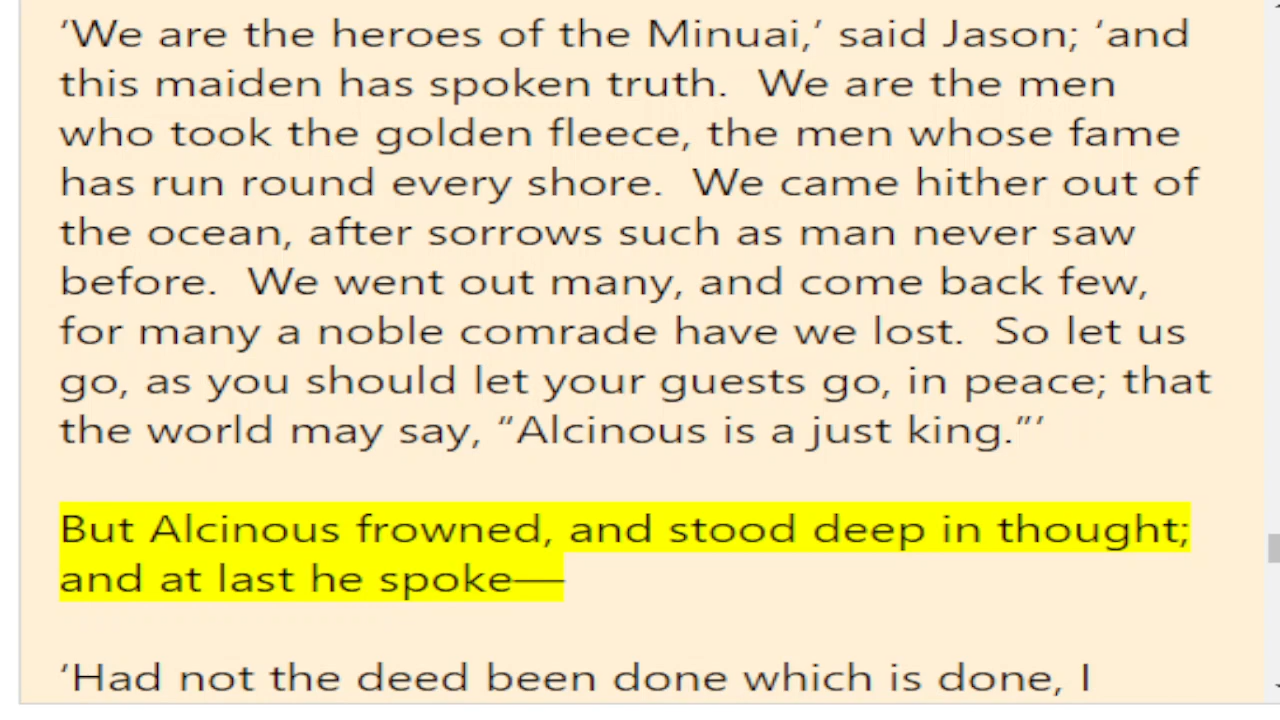 ‘We are the heroes of the Minuai,’ said Jason; ‘and
this maiden has spoken truth.  We are the men
who took the golden fleece, the men whose fame
has run round every shore.  We came hither out of
the ocean, after sorrows such as man never saw
before.  We went out many, and come back few,
for many a noble comrade have we lost.  So let us
go, as you should let your guests go, in peace; that
the world may say, “Alcinous is a just king.”’
But Alcinous frowned, and stood deep in thought;
and at last he spoke—
‘Had not the deed been done which is done, I